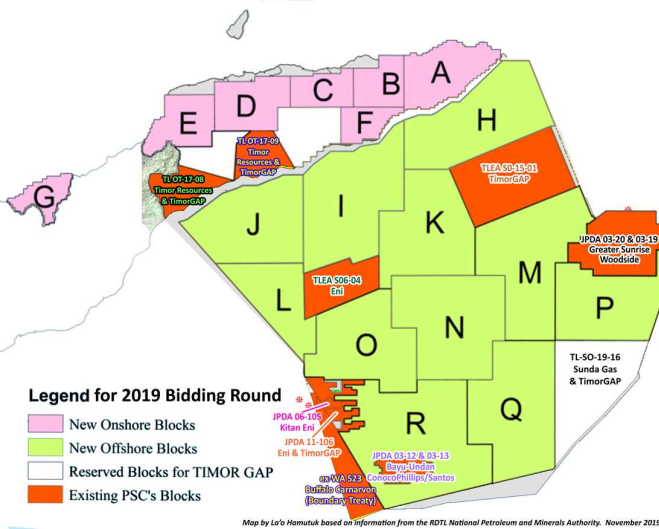 A
B
C
D
E
F
G
H
TL OT-17-09
Timor
Resources &
TimorGAP
TL OT-17-08
Timor Resources
& TimorGAP
TLEA S0-15-01
TimorGAP
I
J
K
JPDA 03-20 & 03-19
Greater Sunrise
Woodside
M
TLEA S06-04
Eni
L
P
N
O
TL-SO-19-16
Sunda Gas
& TimorGAP
Legend for 2019 Bidding Round
New Onshore Blocks
New Offshore Blocks
Reserved Blocks for TIMOR GAP
Existing PSC's Blocks
JPDA 06-105
Kitan Eni
R
Q
JPDA 11-106
Eni & TimorGAP
JPDA 03-12 & 03-13
Bayu-Undan
ConocoPhillips/Santos
ex-WA 523
Buffalo Carnarvon
(Boundary Treaty)
Map by La'o Hamutuk based on information from the RDTL National Petroleum and Minerals Authority. November 2019